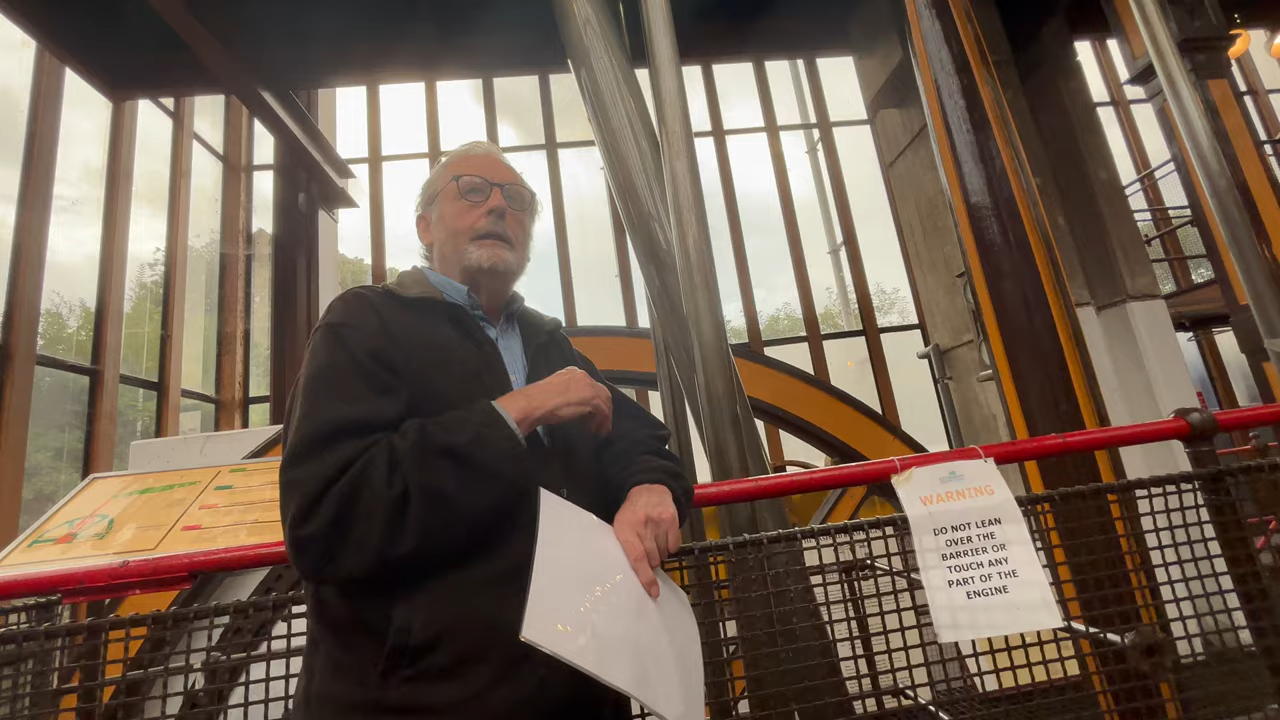 WARNING
DO NOT LEAN
OVER THE
BARRIER OR
TOUCH ANY
PART OF THE
ENGINE